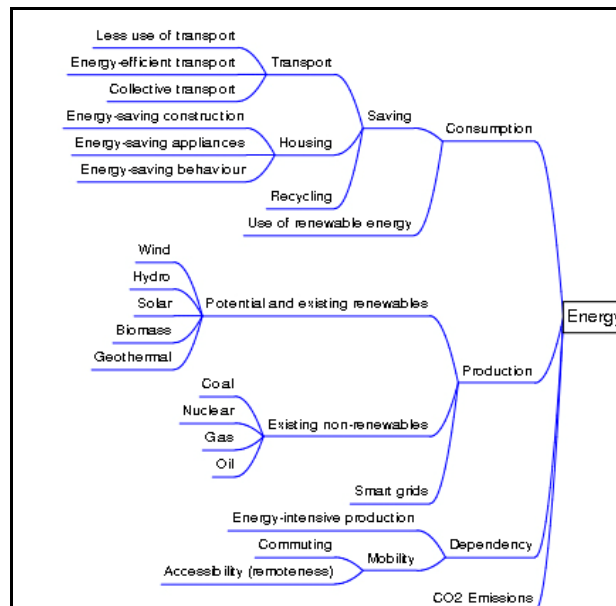 Less use of transport
Energy-efficient transport
Transport
Collective transport
Energy-saving construction
Saving
Consumption
Energy-saving appliances
Housing
Energy-saving behaviour
Recycling
Use of renewable energy
Wind
Hydro
Solar
Potential and existing renewables
Biomass
Geothermal
Energy
Production
Coal
Nuclear
Existing non-renewables
Gas
Oil
Smart grids
Energy-intensive production
Commuting
Mobility
Dependency
Accessibility (remoteness)
CO2 Emissions